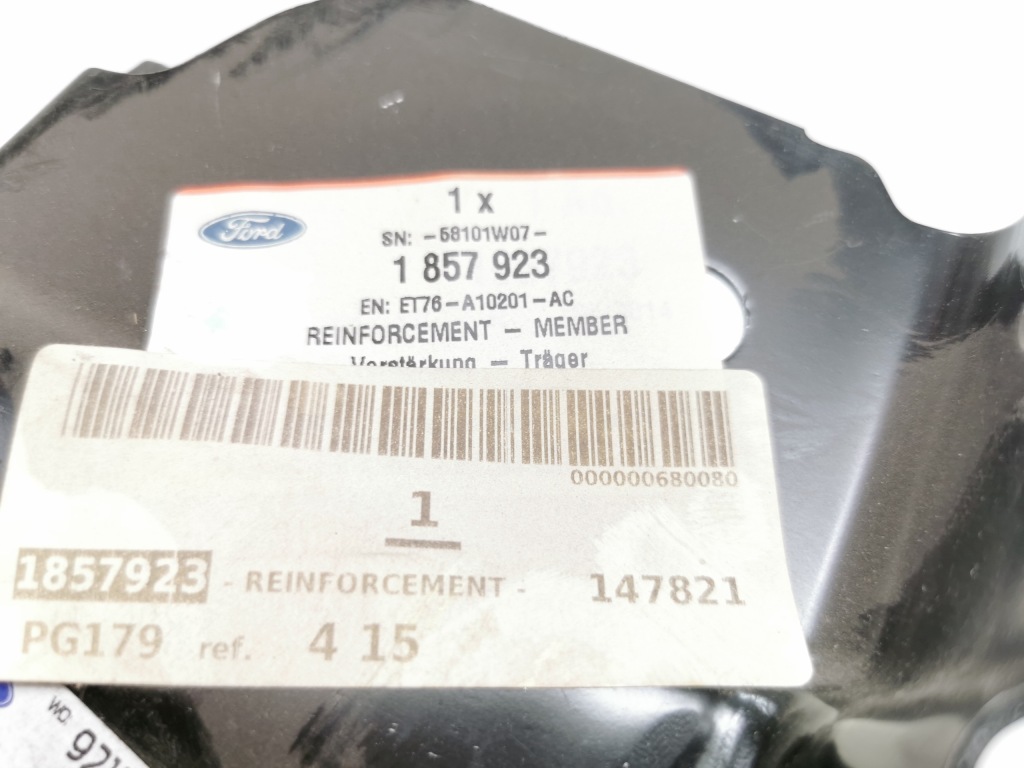 1 x
Ford
SN: -58101W07-
1 857 923
EN: ET76-A10201-AC
REINFORCEMENT - MEMBER
Verstärkung - Träger
000000680080
1
1857923 - REINFORCEMENT - 147821
PG179 ref. 4 15
WO: